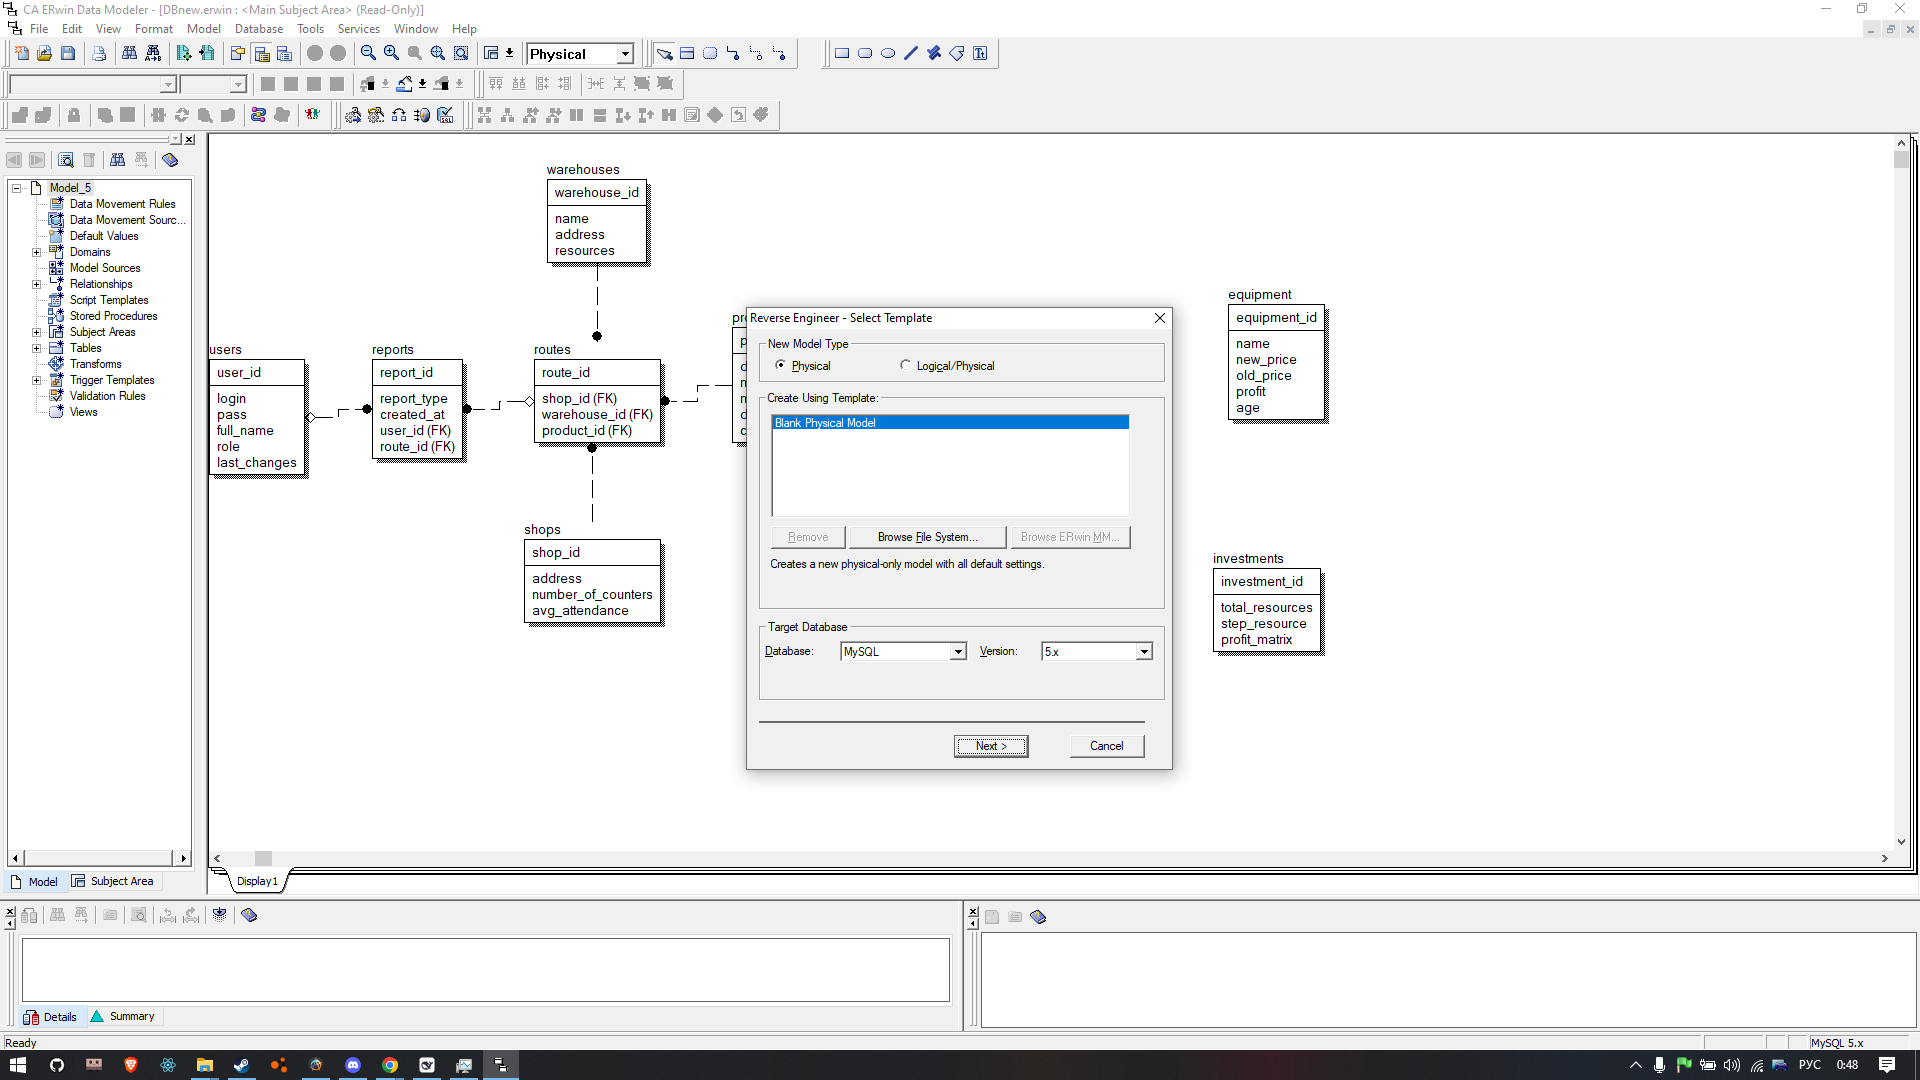 CA ERwin Data Modeler - [DBnew.erwin : <Main Subject Area> (Read-Only)]
File Edit View Format Model Database Tools Services Window Help
Physical
Model_5
Data Movement Rules
Data Movement Sourc...
Default Values
Domains
Model Sources
Relationships
Script Templates
Stored Procedures
Subject Areas
Tables
Transforms
Trigger Templates
Validation Rules
Views
Model
Subject Area
warehouses
warehouse_id
name
address
resources
users
user_id
login
pass
full_name
role
last_changes
reports
report_id
report_type
created_at
user_id (FK)
route_id (FK)
routes
route_id
shop_id (FK)
warehouse_id (FK)
product_id (FK)
shops
shop_id
address
number_of_counters
avg_attendance
equipment
equipment_id
name
new_price
old_price
profit
age
investments
investment_id
total_resources
step_resource
profit_matrix
Reverse Engineer - Select Template
New Model Type
Physical
Logical/Physical
Create Using Template:
Blank Physical Model
Remove
Browse File System...
Browse ERwin MM...
Creates a new physical-only model with all default settings.
Target Database
Database:
MySQL
Version:
5.x
Next >
Cancel
Display1
Details
Summary
Ready
MySQL 5.x
РУС
0:48